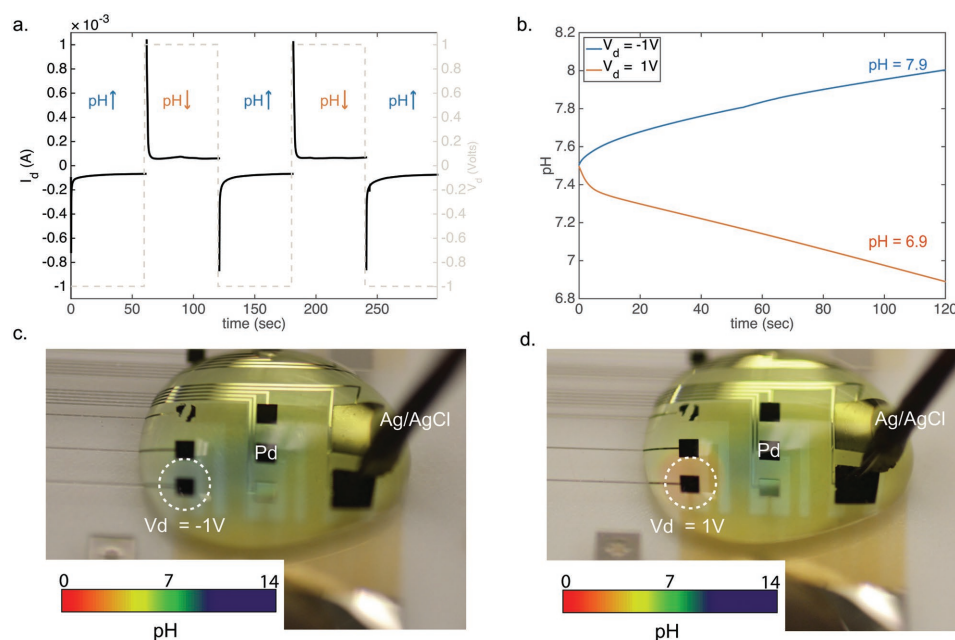 a.
× 10⁻³
1
0.8
0.6
0.4
0.2
0
-0.2
-0.4
-0.6
-0.8
-1
I_d (A)
pH↑ pH↓ pH↑ pH↓ pH↑
1
0.8
0.6
0.4
0.2
0
-0.2
-0.4
-0.6
-0.8
-1
V_d (Volts)
0 50 100 150 200 250
time (sec)
b.
8.2
8
7.8
7.6
7.4
7.2
7
6.8
pH
V_d = -1V
V_d = 1V
pH = 7.9
pH = 6.9
0 20 40 60 80 100 120
time (sec)
c.
Ag/AgCl
Pd
Vd = -1V
0 7 14
pH
d.
Ag/AgCl
Pd
Vd = 1V
0 7 14
pH